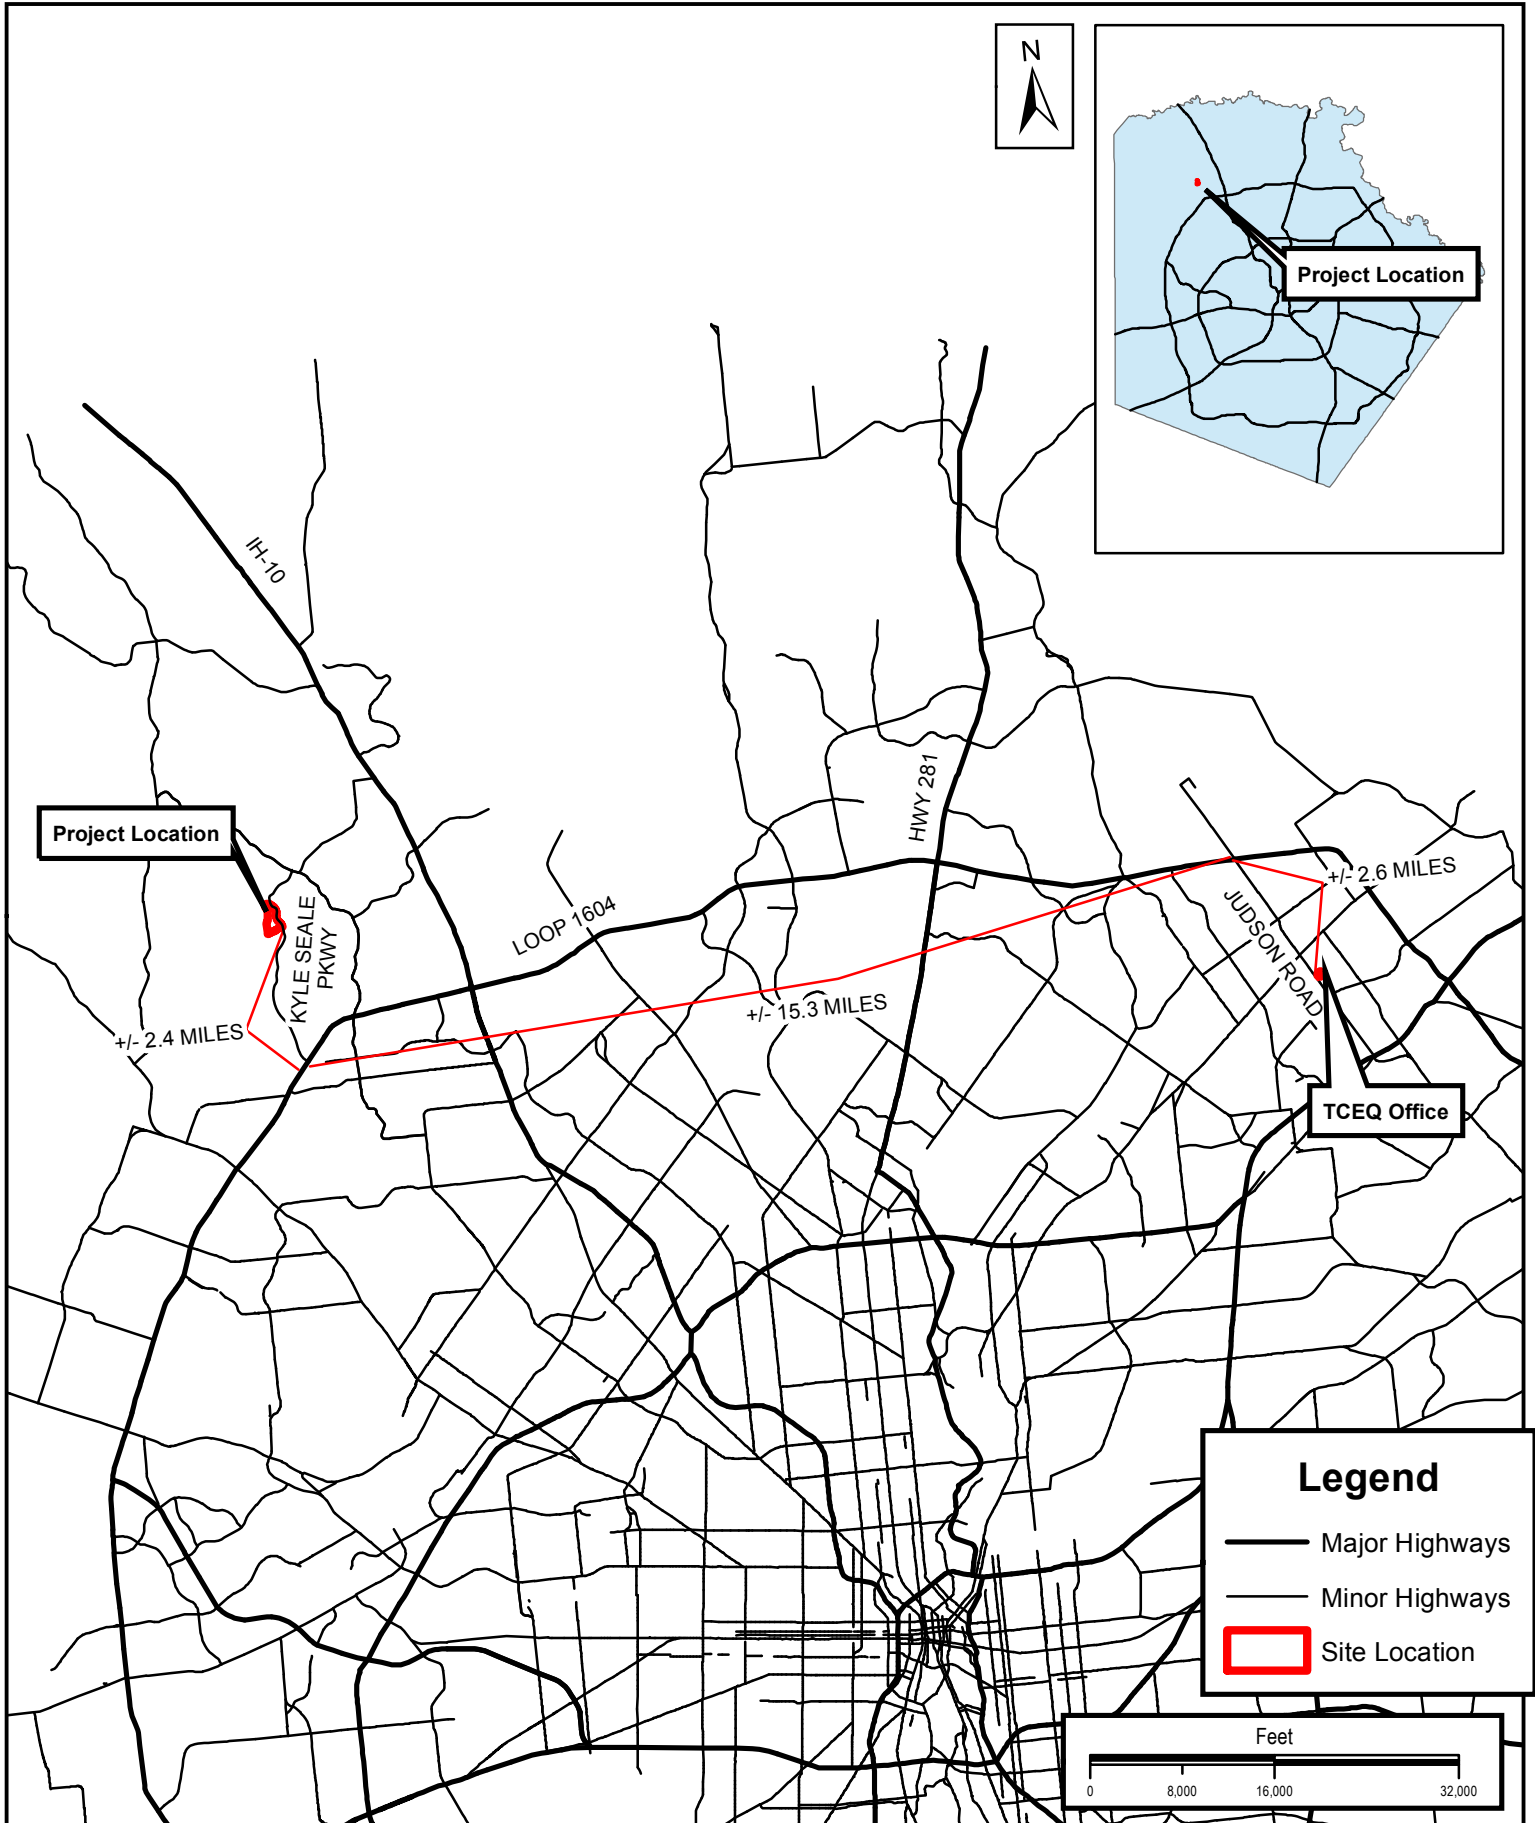 N
Project Location
IH-10
HWY 281
Project Location
+/- 2.6 MILES
KYLE SEALE
PKWY
LOOP 1604
JUDSON ROAD
+/- 15.3 MILES
+/- 2.4 MILES
TCEQ Office
Legend
Major Highways
Minor Highways
Site Location
Feet
0 8,000 16,000 32,000